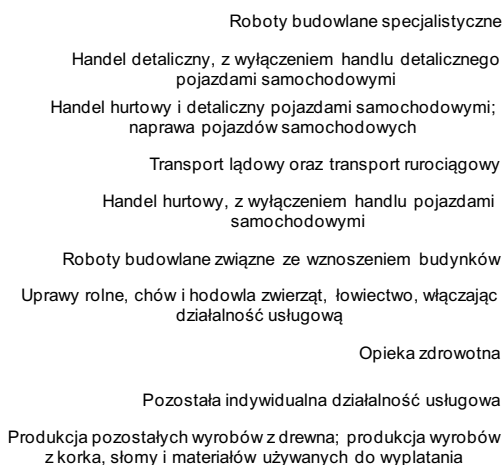 Roboty budowlane specjalistyczne
Handel detaliczny, z wyłączeniem handlu detalicznego
pojazdami samochodowymi
Handel hurtowy i detaliczny pojazdami samochodowymi;
naprawa pojazdów samochodowych
Transport lądowy oraz transport rurociągowy
Handel hurtowy, z wyłączeniem handlu pojazdami
samochodowymi
Roboty budowlane związne ze wznoszeniem budynków
Uprawy rolne, chów i hodowla zwierząt, łowiectwo, włączając
działalność usługową
Opieka zdrowotna
Pozostała indywidualna działalność usługowa
Produkcja pozostałych wyrobów z drewna; produkcja wyrobów
z korka, słomy i materiałów używanych do wyplatania